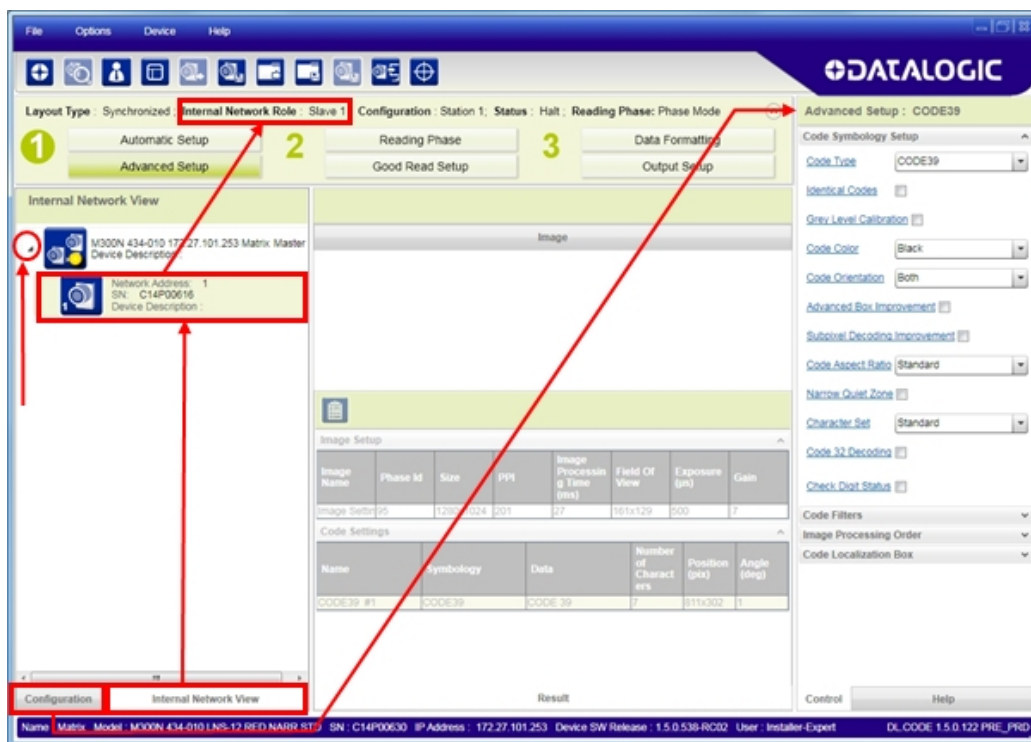 File Options Device Help
DATALOGIC
Layout Type : Synchronized ; Internal Network Role : Slave 1 Configuration : Station 1; Status : Halt ; Reading Phase: Phase Mode
1 Automatic Setup
Advanced Setup
2 Reading Phase
Good Read Setup
3 Data Formatting
Output Setup
Internal Network View
M300N 434-010 172.27.101.253 Matrix Master
Device Description :
1
Network Address: 1
SN: C14P00616
Device Description :
Configuration Internal Network View
Image
Image Setup
Image Name Phase Id Size PPI Image Processin g Time (ms) Field Of View Exposure (µs) Gain
Image Settin 95 1280x1024 201 27 161x129 500 7
Code Settings
Name Symbology Data Number of Charact ers Position (pix) Angle (deg)
CODE39 #1 CODE39 CODE 39 7 811x302 1
Result
Advanced Setup : CODE39
Code Symbology Setup
Code Type CODE39
Identical Codes
Grey Level Calibration
Code Color Black
Code Orientation Both
Advanced Box Improvement
Subpixel Decoding Improvement
Code Aspect Ratio Standard
Narrow Quiet Zone
Character Set Standard
Code 32 Decoding
Check Digit Status
Code Filters
Image Processing Order
Code Localization Box
Control Help
Name : Matrix Model : M300N 434-010 LNS-12 RED NARR STD SN : C14P00630 IP Address : 172.27.101.253 Device SW Release : 1.5.0.538-RC02 User : Installer-Expert DL.CODE 1.5.0.122 PRE_PRD